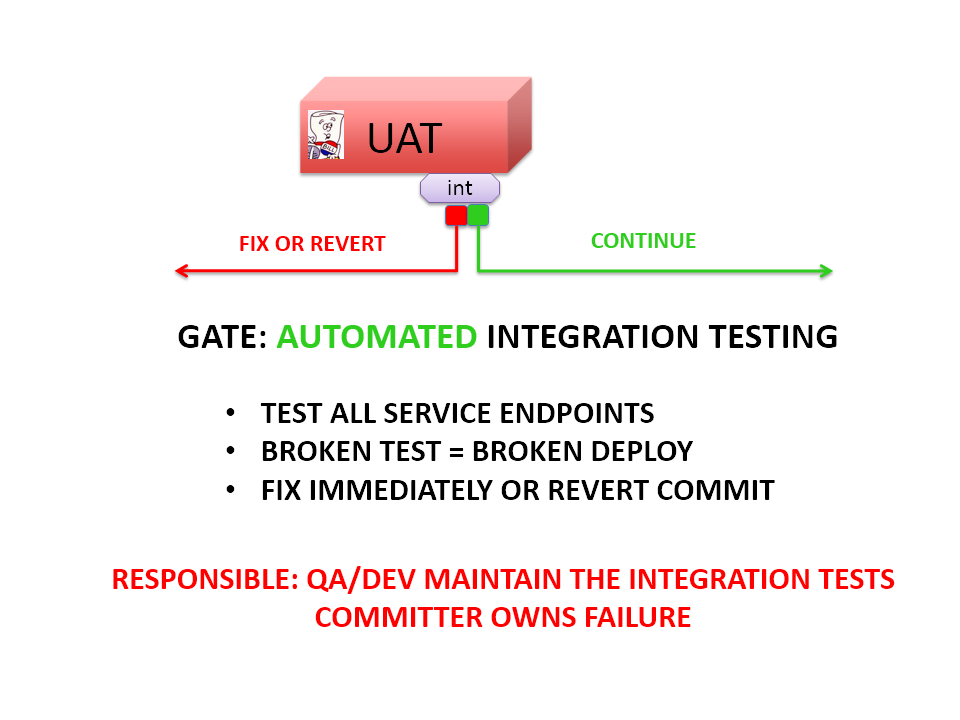 UAT
BILL
int
FIX OR REVERT
CONTINUE
GATE: AUTOMATED INTEGRATION TESTING
• TEST ALL SERVICE ENDPOINTS
• BROKEN TEST = BROKEN DEPLOY
• FIX IMMEDIATELY OR REVERT COMMIT
RESPONSIBLE: QA/DEV MAINTAIN THE INTEGRATION TESTS
COMMITTER OWNS FAILURE